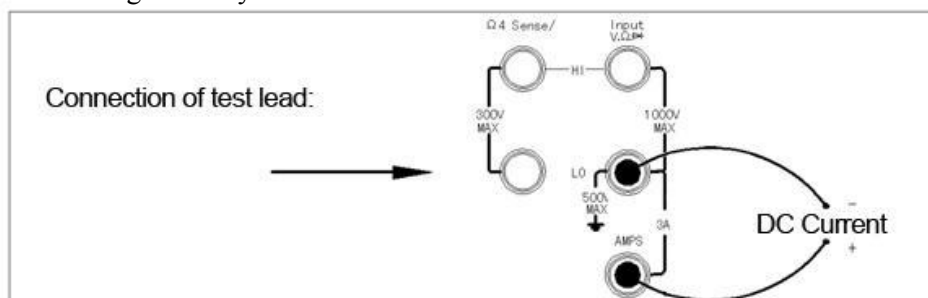 Ω4 Sense/
Input
V.Ω
HI
Connection of test lead:
300V
MAX
1000V
MAX
LO
500V
MAX
3A
DC Current
-
+
AMPS